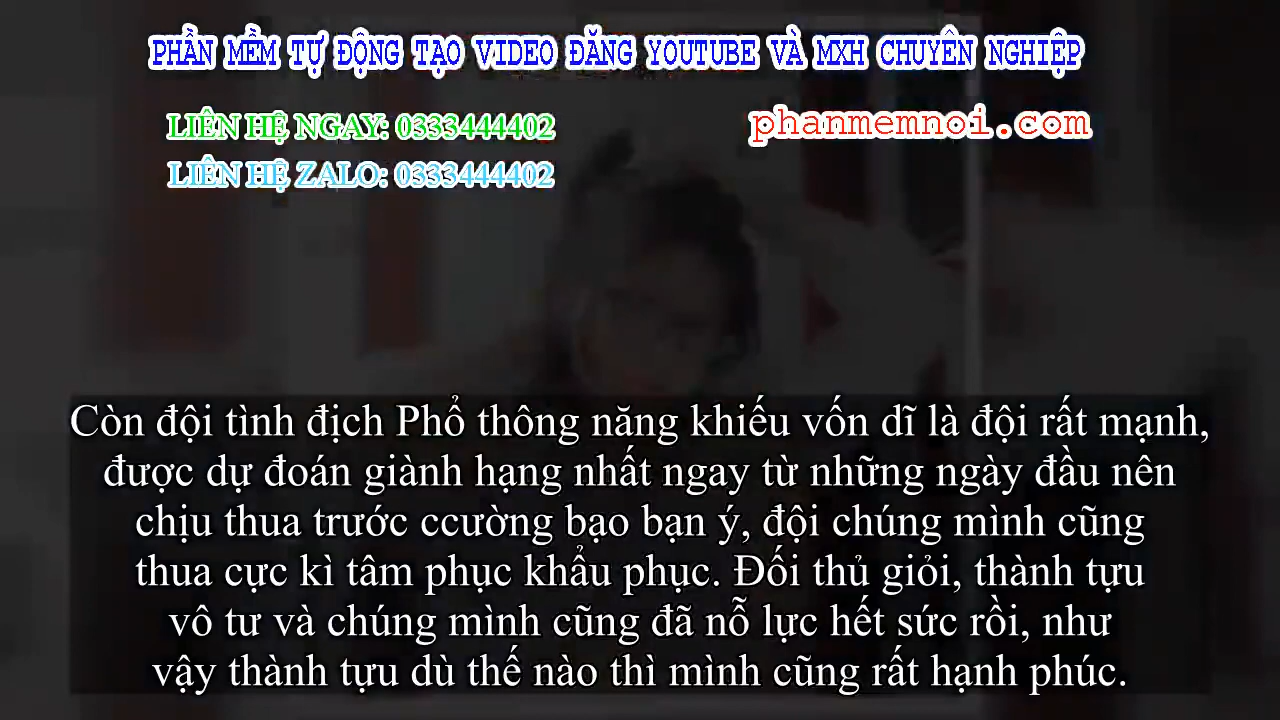 PHẦN MỀM TỰ ĐỘNG TẠO VIDEO ĐĂNG YOUTUBE VÀ MXH CHUYÊN NGHIỆP
LIÊN HỆ NGAY: 0333444402
phanmemnoi.com
LIÊN HỆ ZALO: 0333444402
Còn đội tình địch Phổ thông năng khiếu vốn dĩ là đội rất mạnh,
được dự đoán giành hạng nhất ngay từ những ngày đầu nên
chịu thua trước ccường bạo bạn ý, đội chúng mình cũng
thua cực kì tâm phục khẩu phục. Đối thủ giỏi, thành tựu
vô tư và chúng mình cũng đã nỗ lực hết sức rồi, như
vậy thành tựu dù thế nào thì mình cũng rất hạnh phúc.